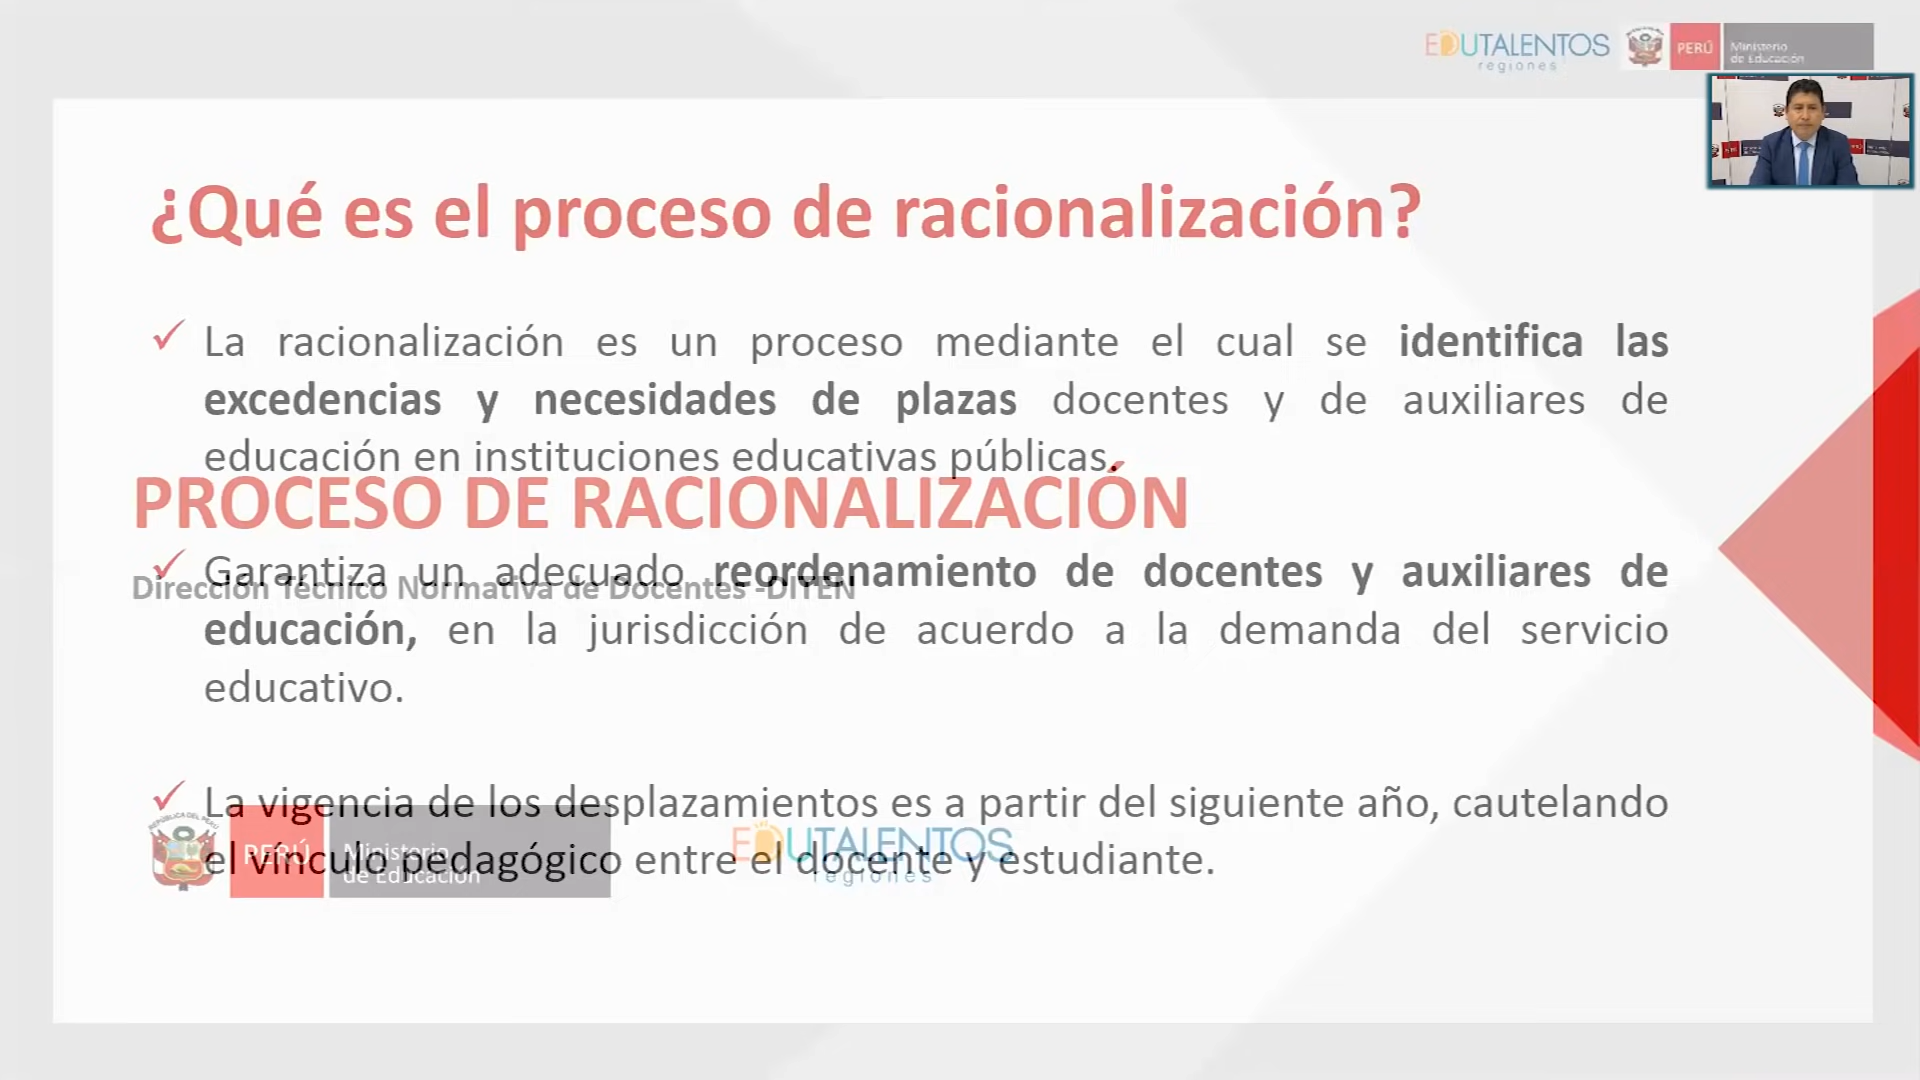 EDUTALENTOS
regiones
PERÚ
Ministerio
de Educación
¿Qué es el proceso de racionalización?
✓ La racionalización es un proceso mediante el cual se identifica las
excedencias y necesidades de plazas docentes y de auxiliares de
educación en instituciones educativas públicas.
PROCESO DE RACIONALIZACIÓN
Dirección Técnico Normativa de Docentes -DITEN
✓ Garantiza un adecuado reordenamiento de docentes y auxiliares de
educación, en la jurisdicción de acuerdo a la demanda del servicio
educativo.
✓ La vigencia de los desplazamientos es a partir del siguiente año, cautelando
el vínculo pedagógico entre el docente y estudiante.
REPÚBLICA DEL PERÚ
PERÚ
Ministerio
de Educación
EDUTALENTOS
regiones